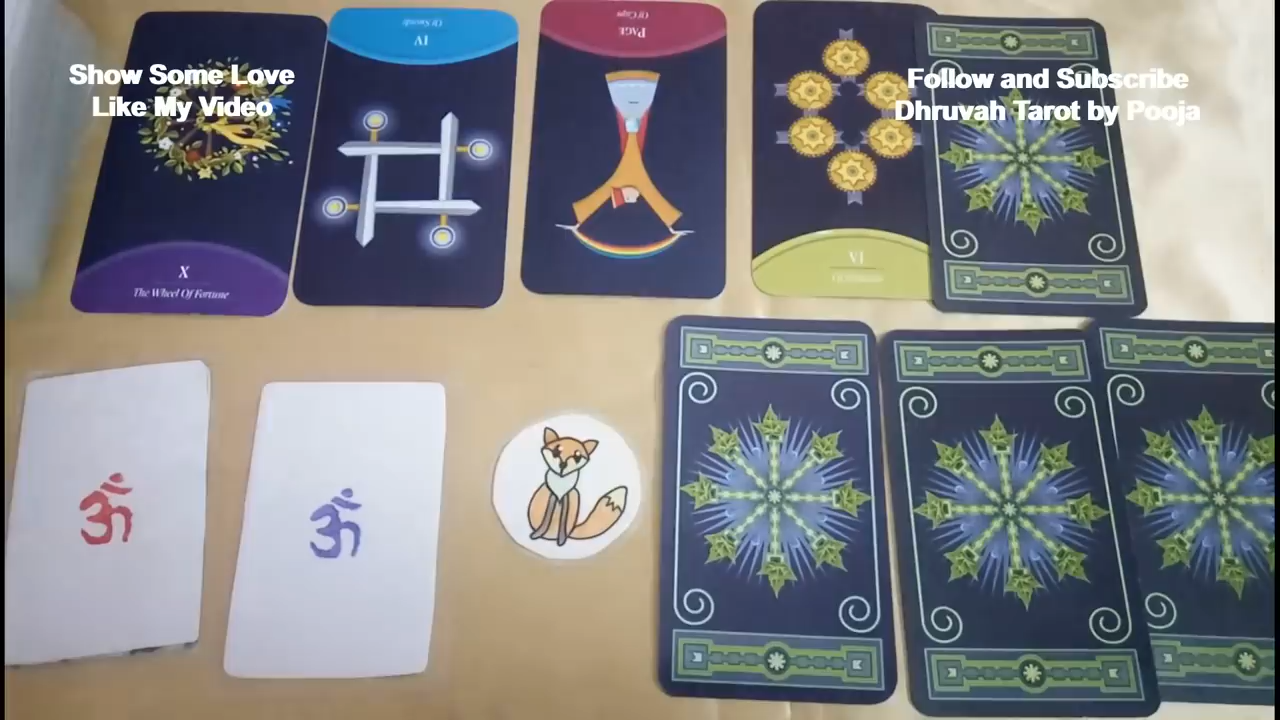 Show Some Love
Like My Video
Follow and Subscribe
Dhruvah Tarot by Pooja
Of Swords
IV
Of Cups
PAGE
VI
X
The Wheel Of Fortune
ॐ
ॐ